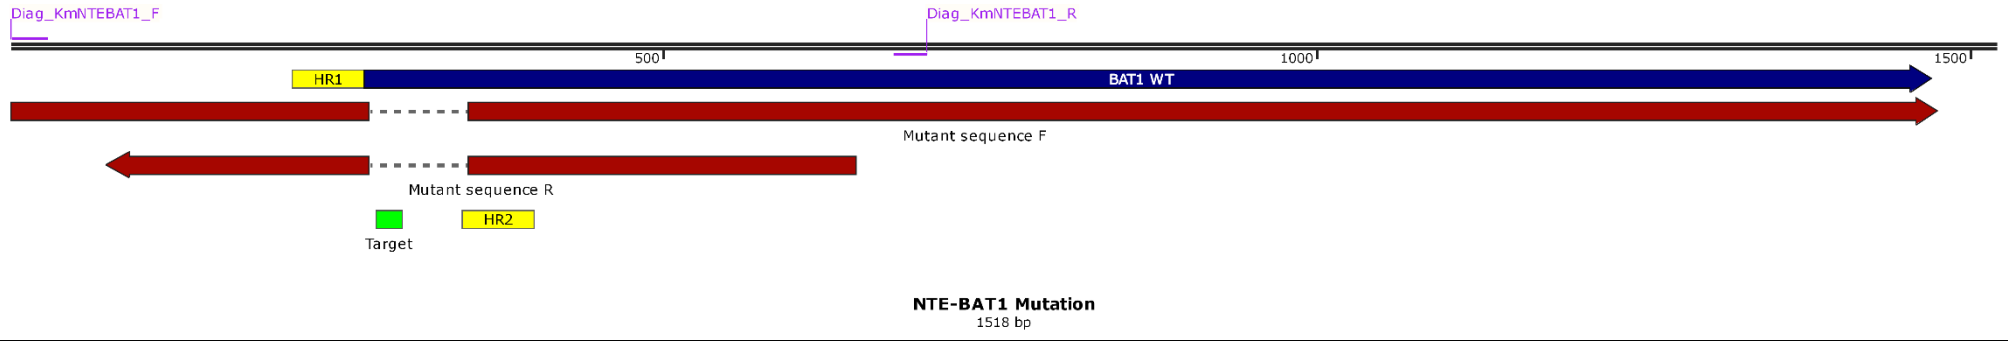 Diag_KmNTEBAT1_F
Diag_KmNTEBAT1_R
500
1000
1500
HR1
BAT1 WT
Mutant sequence F
Mutant sequence R
HR2
Target
NTE-BAT1 Mutation
1518 bp